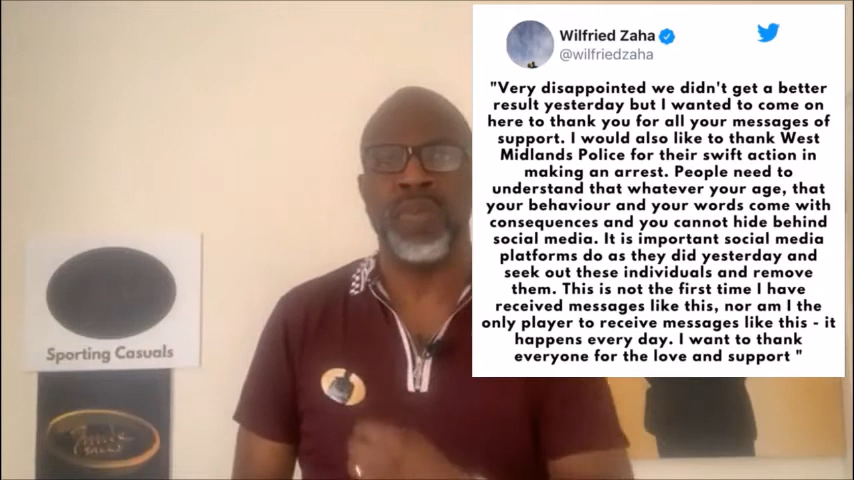 Wilfried Zaha
@wilfriedzaha
"Very disappointed we didn't get a better
result yesterday but I wanted to come on
here to thank you for all your messages of
support. I would also like to thank West
Midlands Police for their swift action in
making an arrest. People need to
understand that whatever your age, that
your behaviour and your words come with
consequences and you cannot hide behind
social media. It is important social media
platforms do as they did yesterday and
seek out these individuals and remove
them. This is not the first time I have
received messages like this, nor am I the
only player to receive messages like this - it
happens every day. I want to thank
everyone for the love and support "
Sporting Casuals